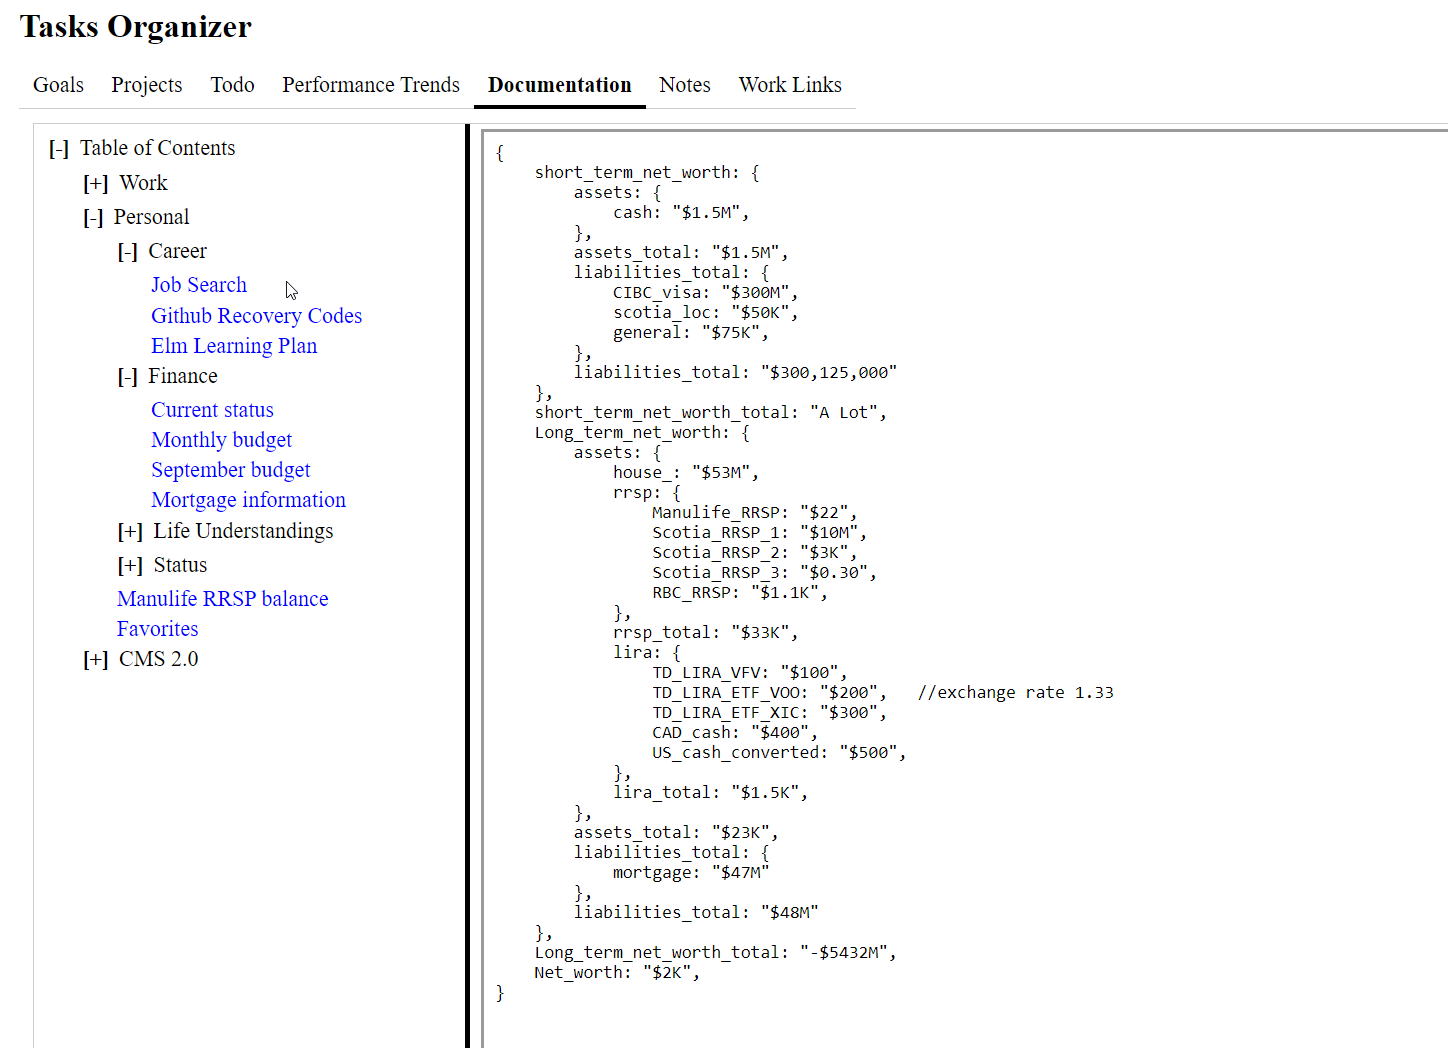 Tasks Organizer
Goals Projects Todo Performance Trends Documentation Notes Work Links
[-] Table of Contents
[+] Work
[-] Personal
[-] Career
Job Search
Github Recovery Codes
Elm Learning Plan
[-] Finance
Current status
Monthly budget
September budget
Mortgage information
[+] Life Understandings
[+] Status
Manulife RRSP balance
Favorites
[+] CMS 2.0
{
    short_term_net_worth: {
        assets: {
            cash: "$1.5M",
        },
        assets_total: "$1.5M",
        liabilities_total: {
            CIBC_visa: "$300M",
            scotia_loc: "$50K",
            general: "$75K",
        },
        liabilities_total: "$300,125,000"
    },
    short_term_net_worth_total: "A Lot",
    Long_term_net_worth: {
        assets: {
            house_: "$53M",
            rrsp: {
                Manulife_RRSP: "$22",
                Scotia_RRSP_1: "$10M",
                Scotia_RRSP_2: "$3K",
                Scotia_RRSP_3: "$0.30",
                RBC_RRSP: "$1.1K",
            },
            rrsp_total: "$33K",
            lira: {
                TD_LIRA_VFV: "$100",
                TD_LIRA_ETF_VOO: "$200",   //exchange rate 1.33
                TD_LIRA_ETF_XIC: "$300",
                CAD_cash: "$400",
                US_cash_converted: "$500",
            },
            lira_total: "$1.5K",
        },
        assets_total: "$23K",
        liabilities_total: {
            mortgage: "$47M"
        },
        liabilities_total: "$48M"
    },
    Long_term_net_worth_total: "-$5432M",
    Net_worth: "$2K",
}